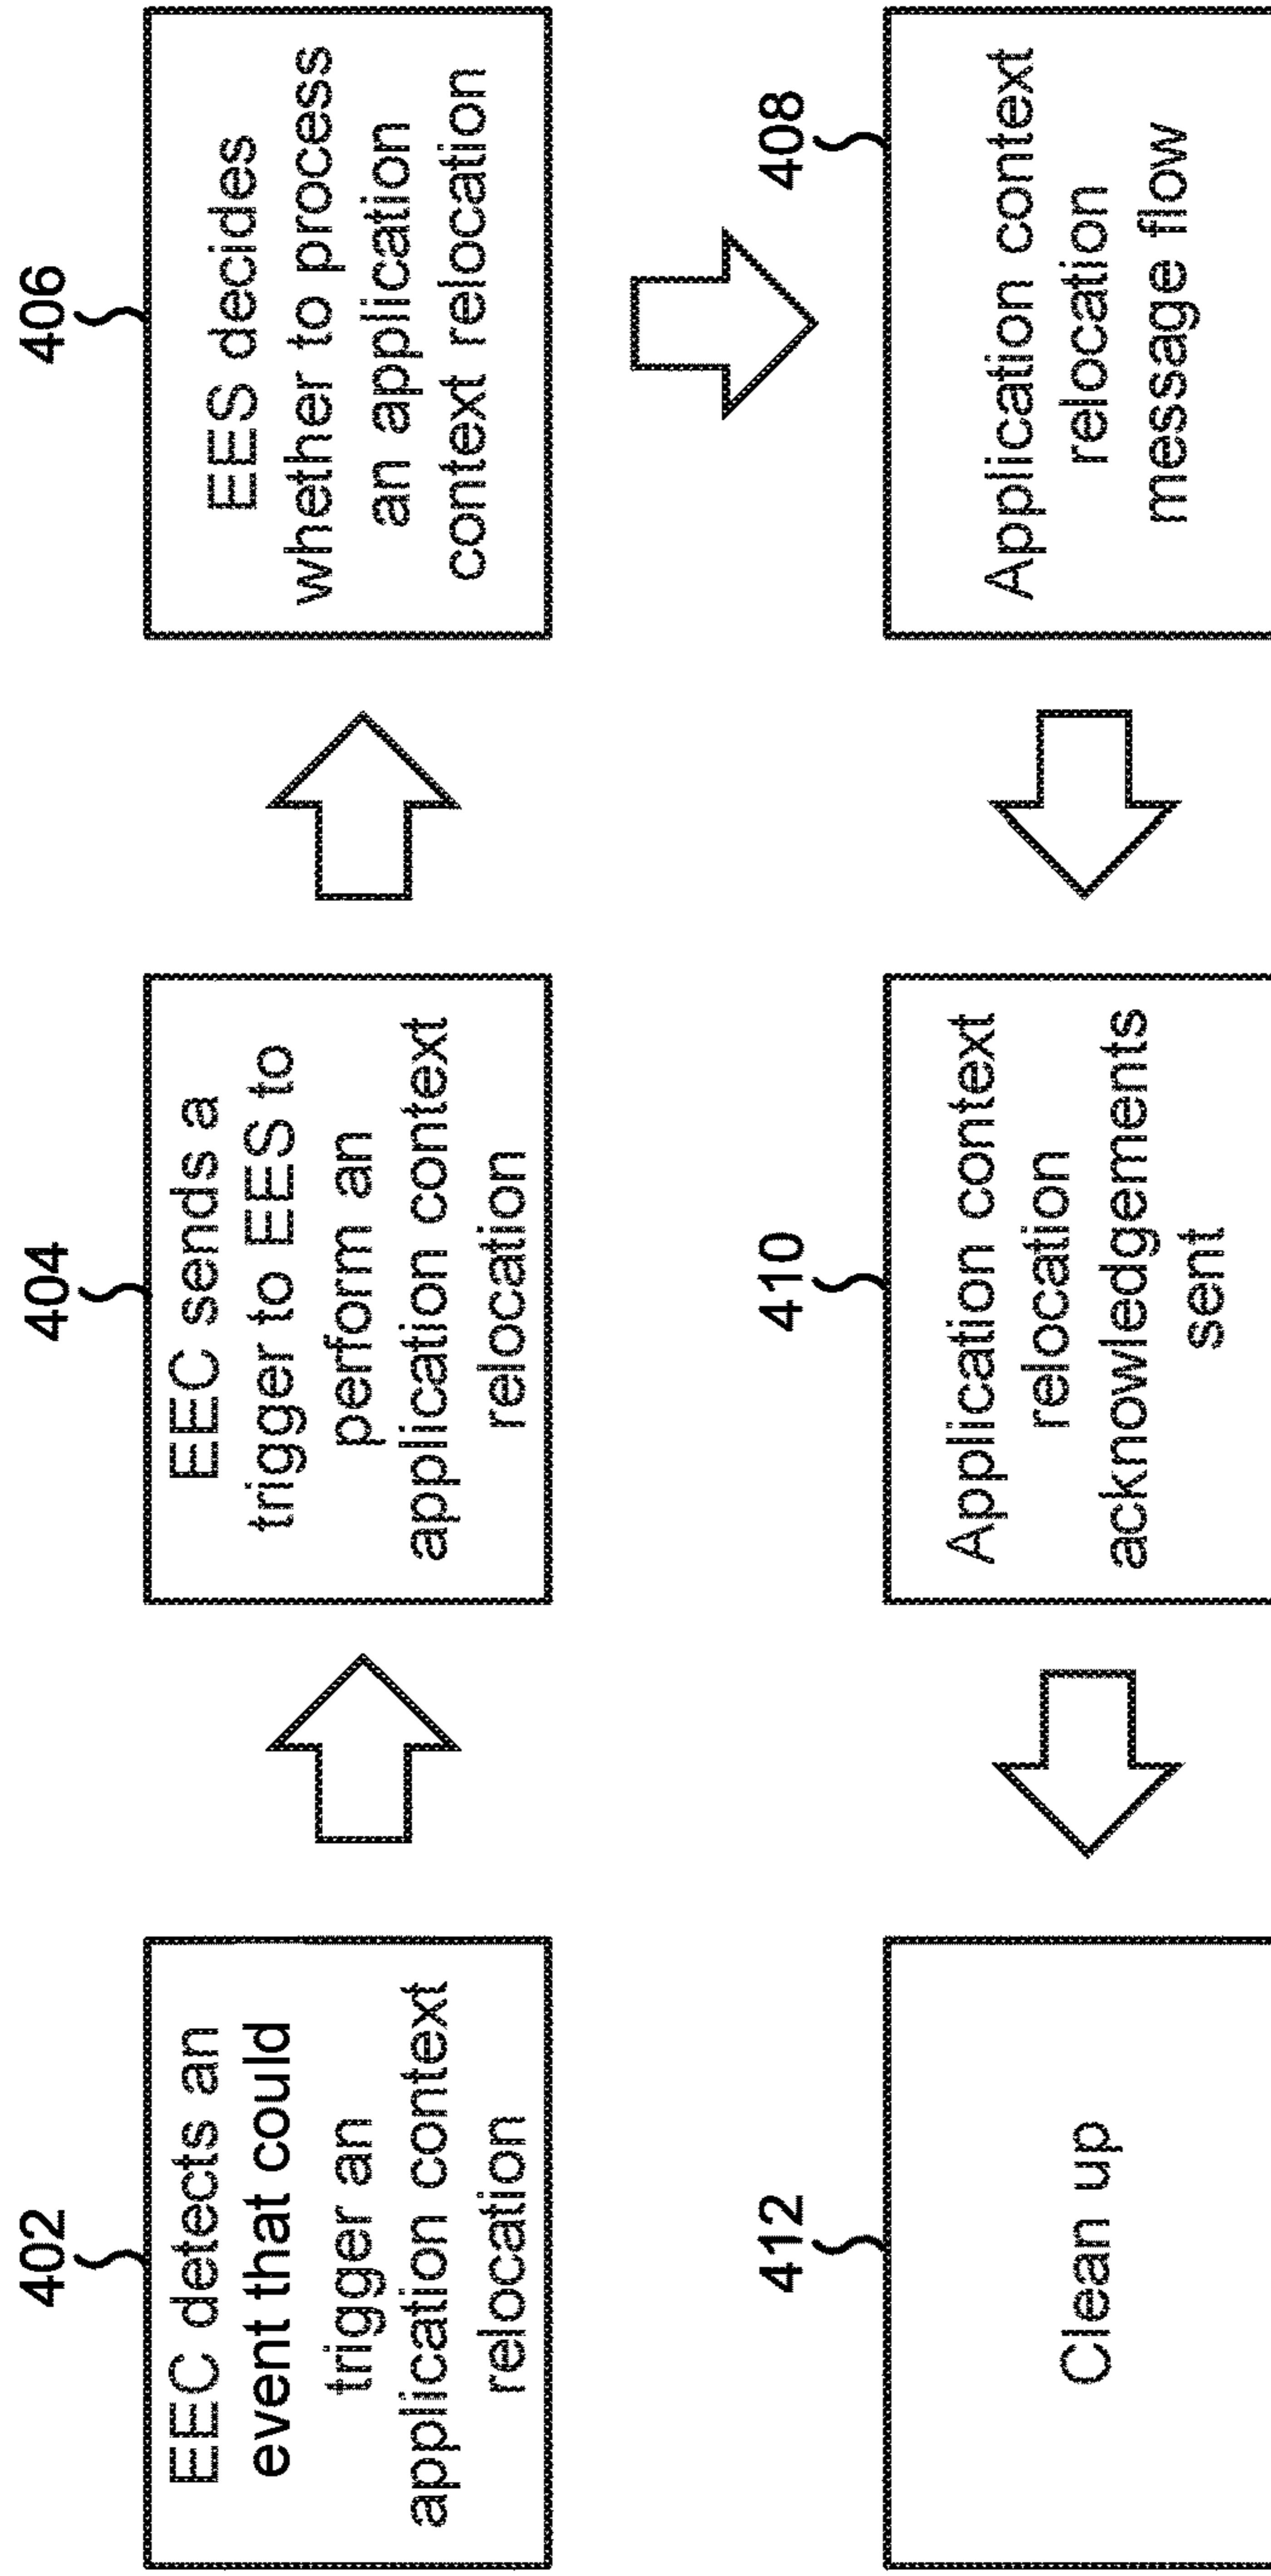 402
EEC detects an
event that could
trigger an
application context
relocation
404
EEC sends a
trigger to EES to
perform an
application context
relocation
406
EES decides
whether to process
an application
context relocation
408
Application context
relocation
message flow
410
Application context
relocation
acknowledgements
sent
412
Clean up